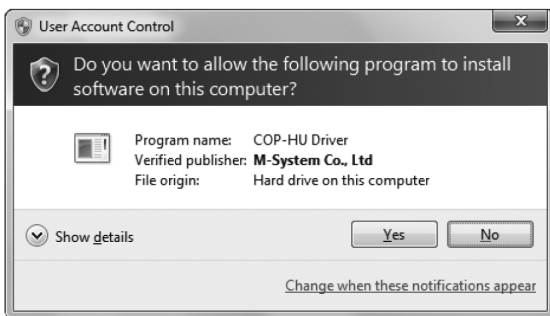 User Account Control
Do you want to allow the following program to install
software on this computer?
Program name: COP-HU Driver
Verified publisher: M-System Co., Ltd
File origin: Hard drive on this computer
Show details
Yes
No
Change when these notifications appear